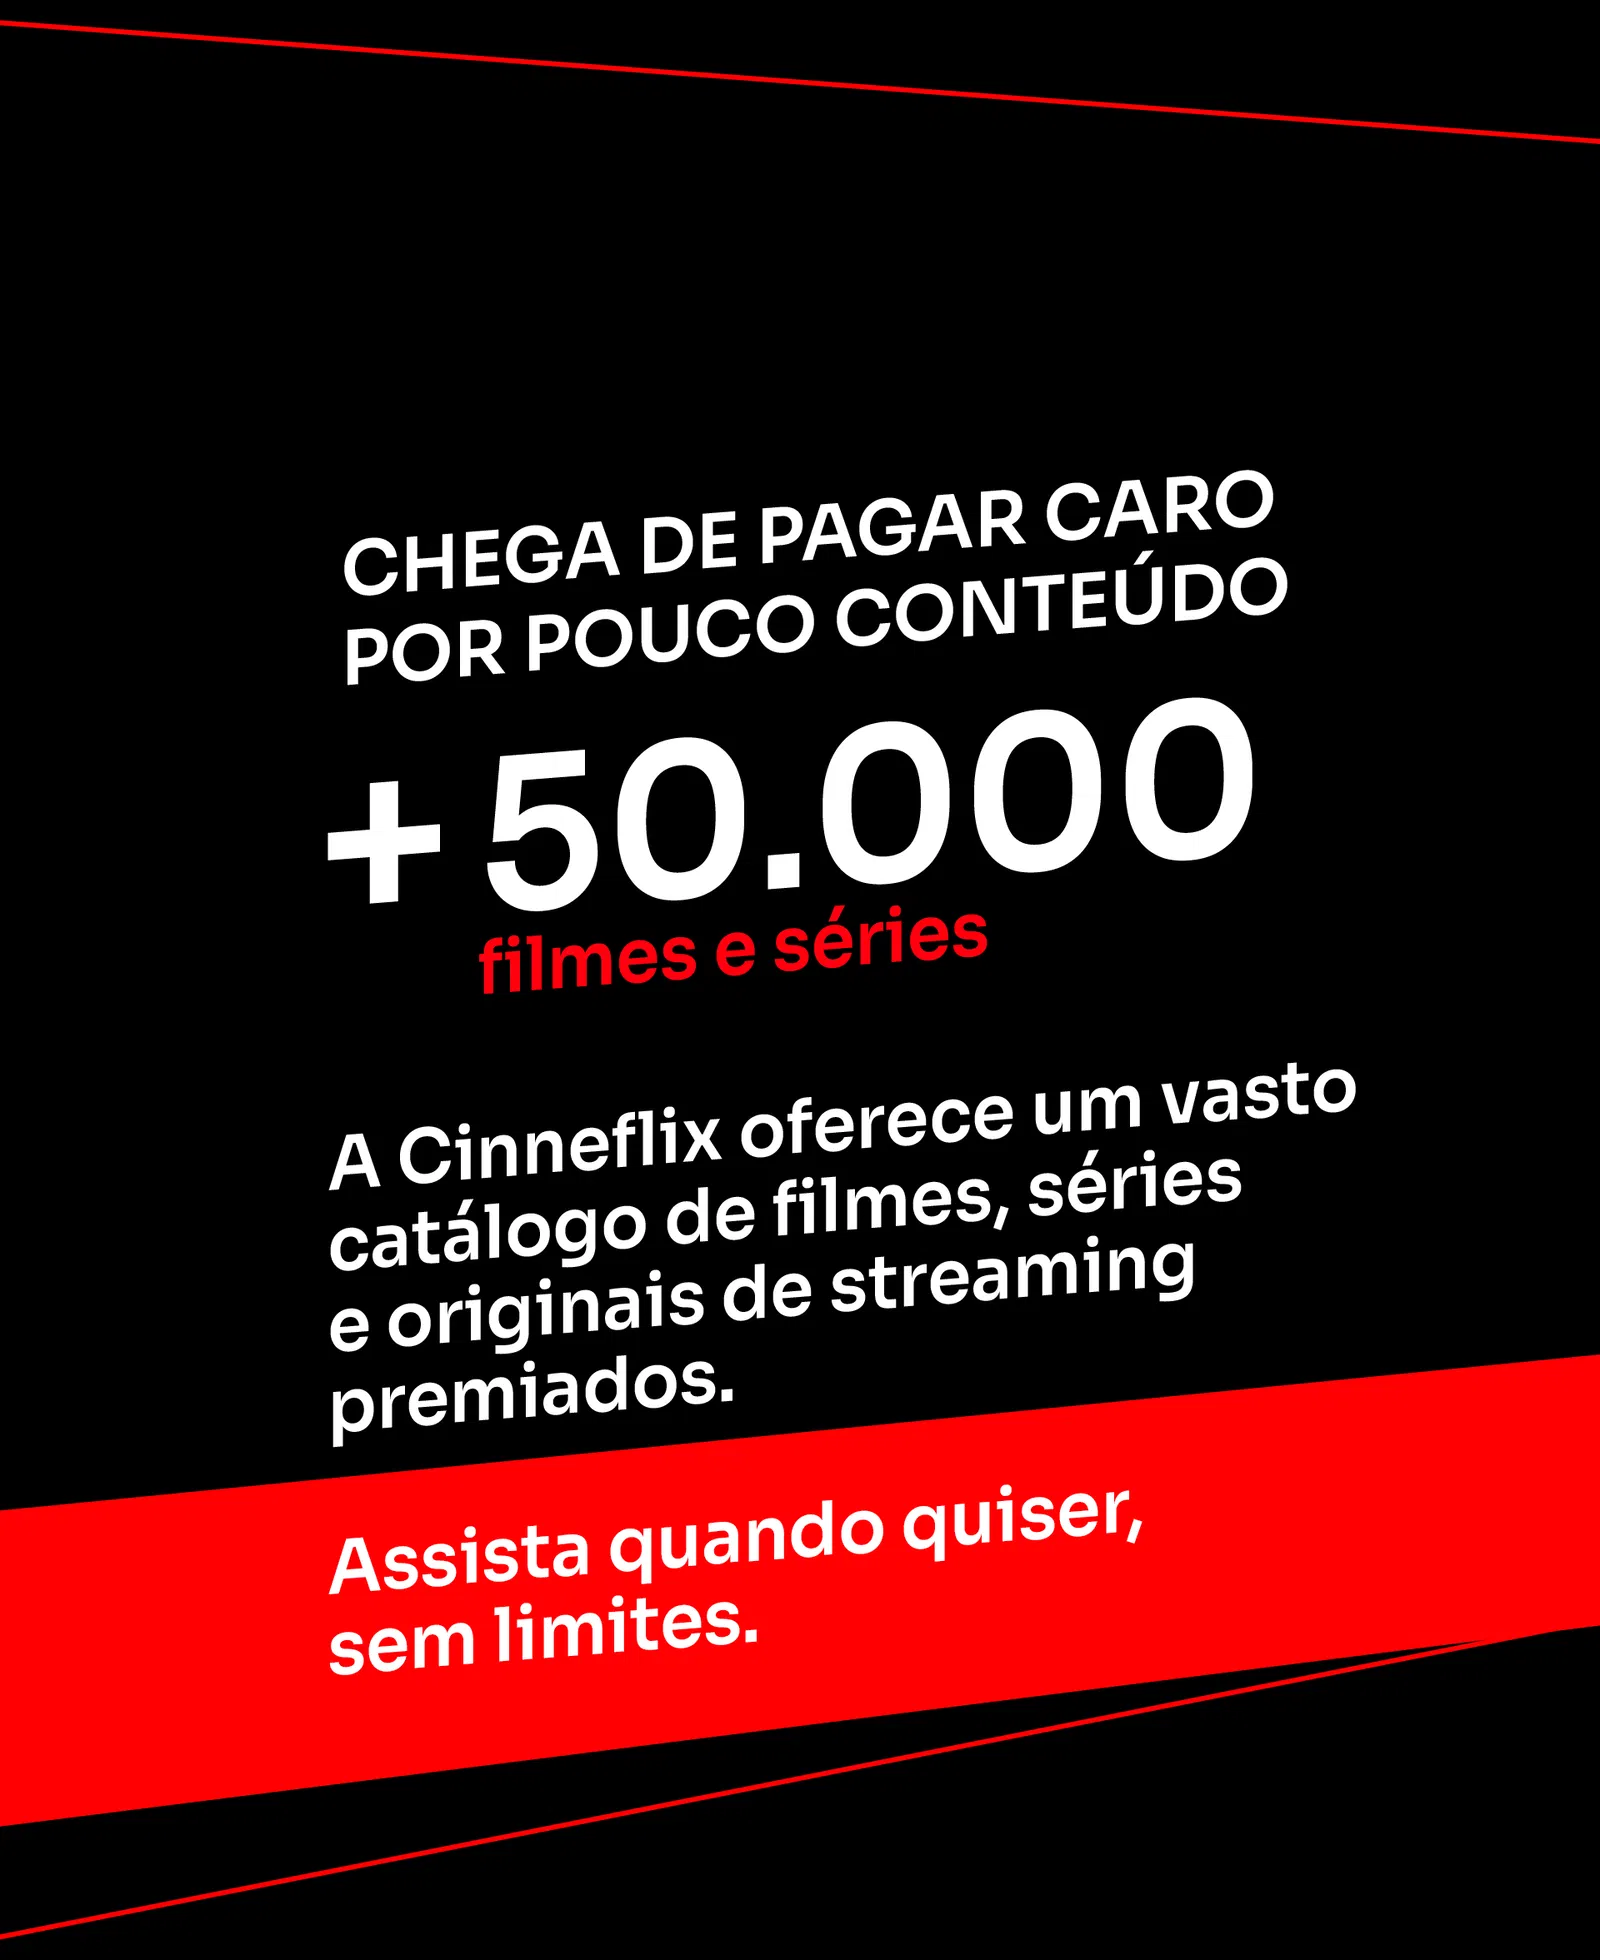 CHEGA DE PAGAR CARO
POR POUCO CONTEÚDO
+50.000
filmes e séries
A Cinneflix oferece um vasto
catálogo de filmes, séries
e originais de streaming
premiados.
Assista quando quiser,
sem limites.